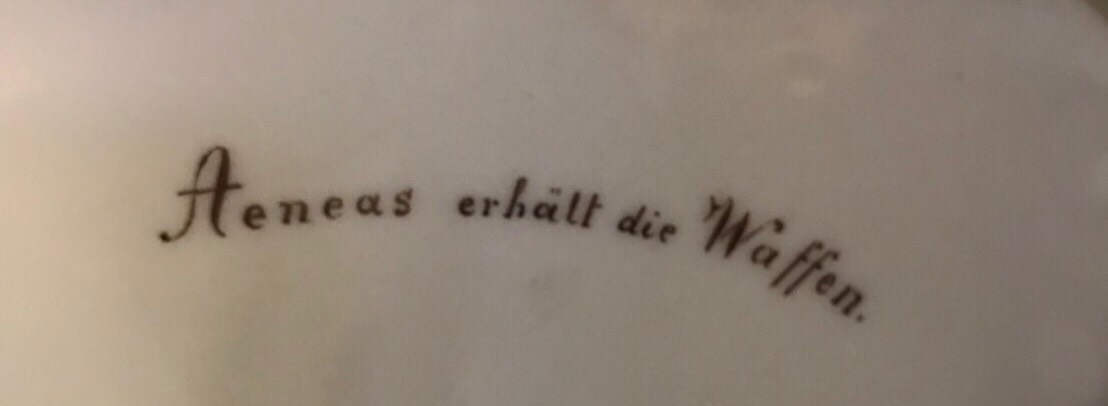 Aeneas erhält die Waffen.